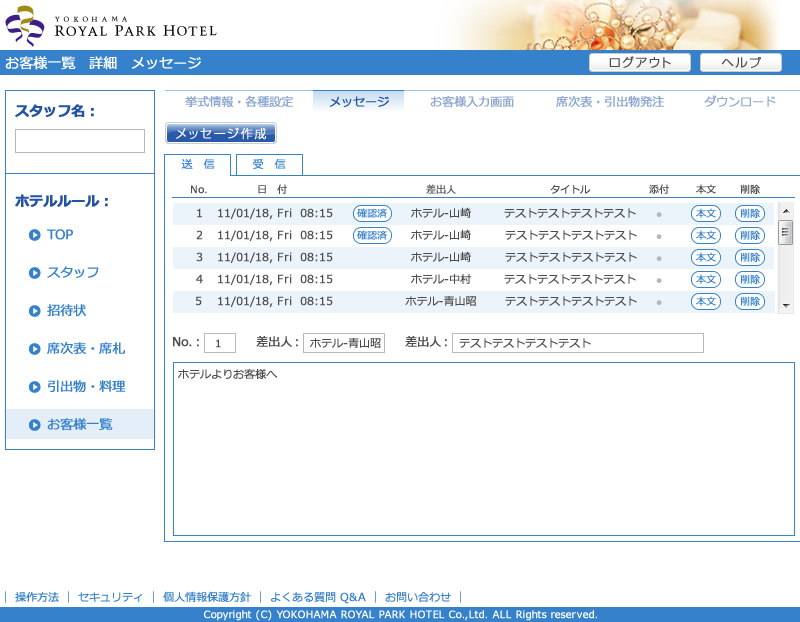 YOKOHAMA
ROYAL PARK HOTEL
お客様一覧 詳細 メッセージ
ログアウト ヘルプ
スタッフ名：
ホテルルール：
TOP
スタッフ
招待状
席次表・席札
引出物・料理
お客様一覧
挙式情報・各種設定 メッセージ お客様入力画面 席次表・引出物発注 ダウンロード
メッセージ作成
送 信 受 信
No. 日 付 差出人 タイトル 添付 本文 削除
1 11/01/18, Fri 08:15 確認済 ホテル-山崎 テストテストテストテスト 本文 削除
2 11/01/18, Fri 08:15 確認済 ホテル-山崎 テストテストテストテスト 本文 削除
3 11/01/18, Fri 08:15 ホテル-山崎 テストテストテストテスト 本文 削除
4 11/01/18, Fri 08:15 ホテル-中村 テストテストテストテスト 本文 削除
5 11/01/18, Fri 08:15 ホテル-青山昭 テストテストテストテスト 本文 削除
No.： 1 差出人： ホテル-青山昭 差出人： テストテストテストテスト
ホテルよりお客様へ
| 操作方法 | セキュリティ | 個人情報保護方針 | よくある質問 Q&A | お問い合わせ |
Copyright (C) YOKOHAMA ROYAL PARK HOTEL Co.,Ltd. ALL Rights reserved.